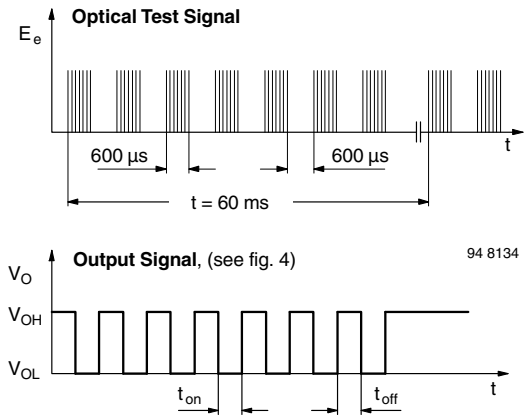 Optical Test Signal
E e
600 µs
600 µs
t
t = 60 ms
94 8134
Output Signal, (see fig. 4)
V O
V OH
V OL
t
t on
t off